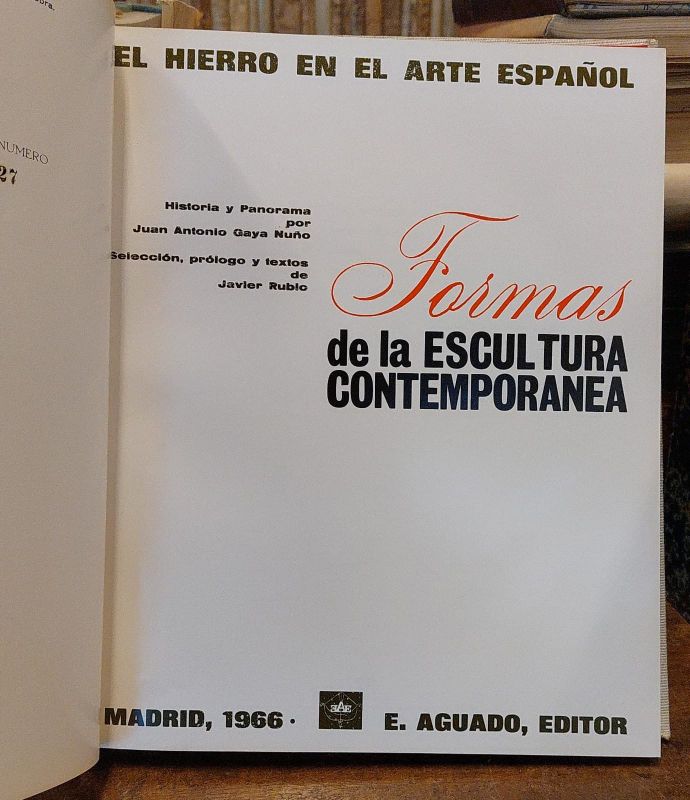 NUMERO
27
EL HIERRO EN EL ARTE ESPAÑOL
Historia y Panorama
por
Juan Antonio Gaya Nuño
Selección, prólogo y textos
de
Javier Rubio
Formas
de la ESCULTURA
CONTEMPORANEA
MADRID, 1966 ·
EAE
E. AGUADO, EDITOR